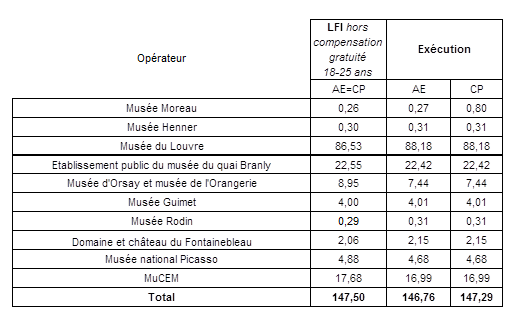 Opérateur
LFI hors
compensation
gratuité
18-25 ans
Exécution
AE=CP AE CP
Musée Moreau 0,26 0,27 0,80
Musée Henner 0,30 0,31 0,31
Musée du Louvre 86,53 88,18 88,18
Etablissement public du musée du quai Branly 22,55 22,42 22,42
Musée d'Orsay et musée de l'Orangerie 8,95 7,44 7,44
Musée Guimet 4,00 4,01 4,01
Musée Rodin 0,29 0,31 0,31
Domaine et château du Fontainebleau 2,06 2,15 2,15
Musée national Picasso 4,88 4,68 4,68
MuCEM 17,68 16,99 16,99
Total 147,50 146,76 147,29